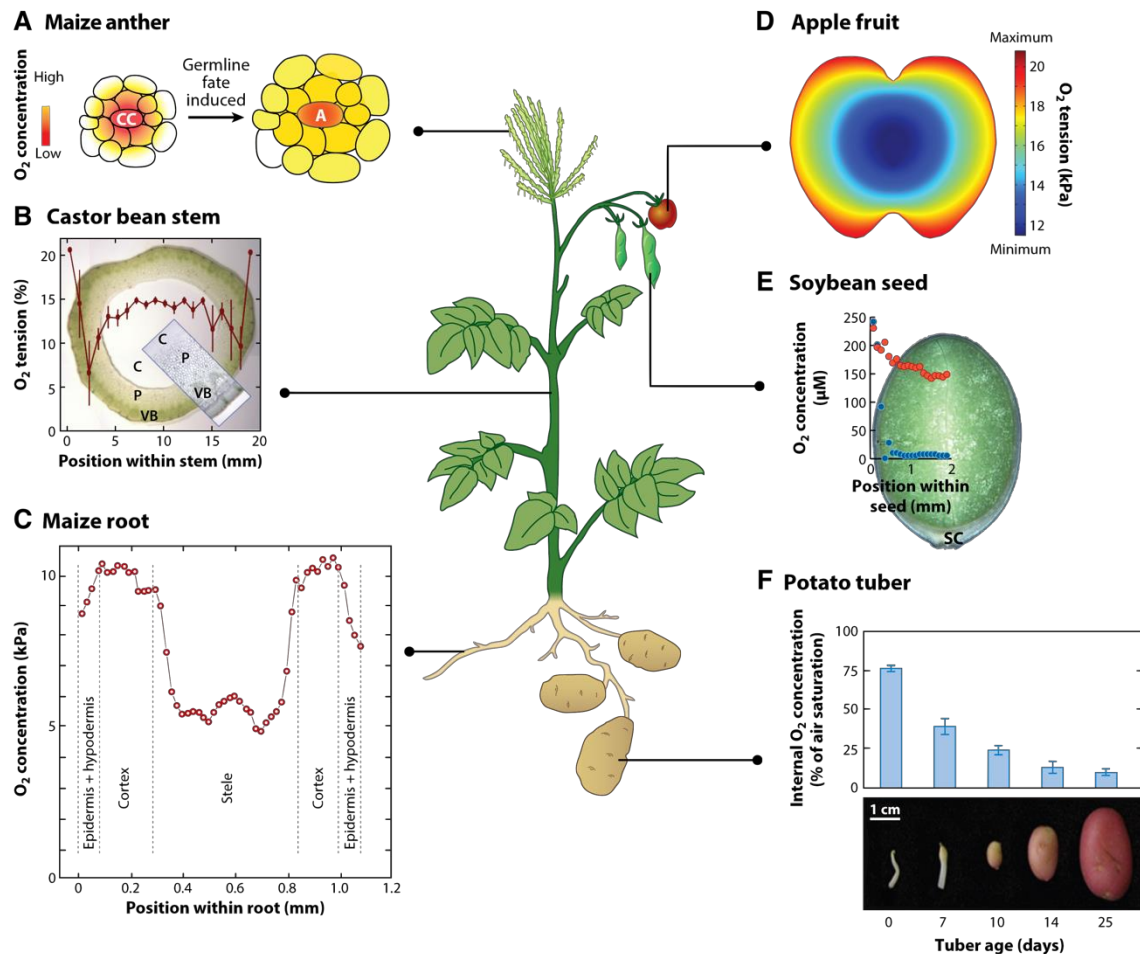 A Maize anther
O₂ concentration
High
Low
CC
Germline
fate
induced
A
B Castor bean stem
O₂ tension (%)
20
15
10
5
0
C
P
C
P
VB
VB
0
5
10
15
20
Position within stem (mm)
C Maize root
O₂ concentration (kPa)
10
5
0
Epidermis + hypodermis
Cortex
Stele
Cortex
Epidermis + hypodermis
0
0.2
0.4
0.6
0.8
1.0
1.2
Position within root (mm)
D Apple fruit
Maximum
20
18
16
14
12
Minimum
O₂ tension (kPa)
E Soybean seed
O₂ concentration
(µM)
250
200
150
100
50
0
0
1
2
Position within
seed (mm)
SC
F Potato tuber
Internal O₂ concentration
(% of air saturation)
100
75
50
25
0
1 cm
0
7
10
14
25
Tuber age (days)